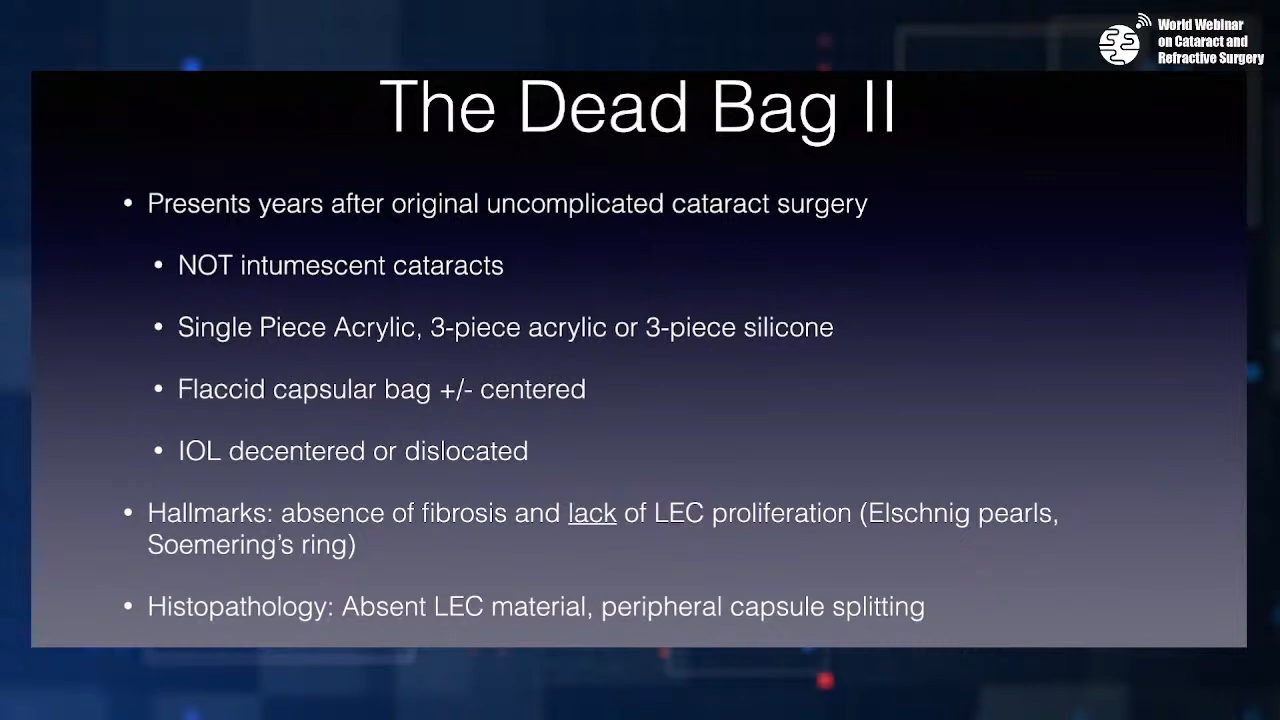 World Webinar
on Cataract and
Refractive Surgery
The Dead Bag II
• Presents years after original uncomplicated cataract surgery
• NOT intumescent cataracts
• Single Piece Acrylic, 3-piece acrylic or 3-piece silicone
• Flaccid capsular bag +/- centered
• IOL decentered or dislocated
• Hallmarks: absence of fibrosis and lack of LEC proliferation (Elschnig pearls,
Soemering’s ring)
• Histopathology: Absent LEC material, peripheral capsule splitting